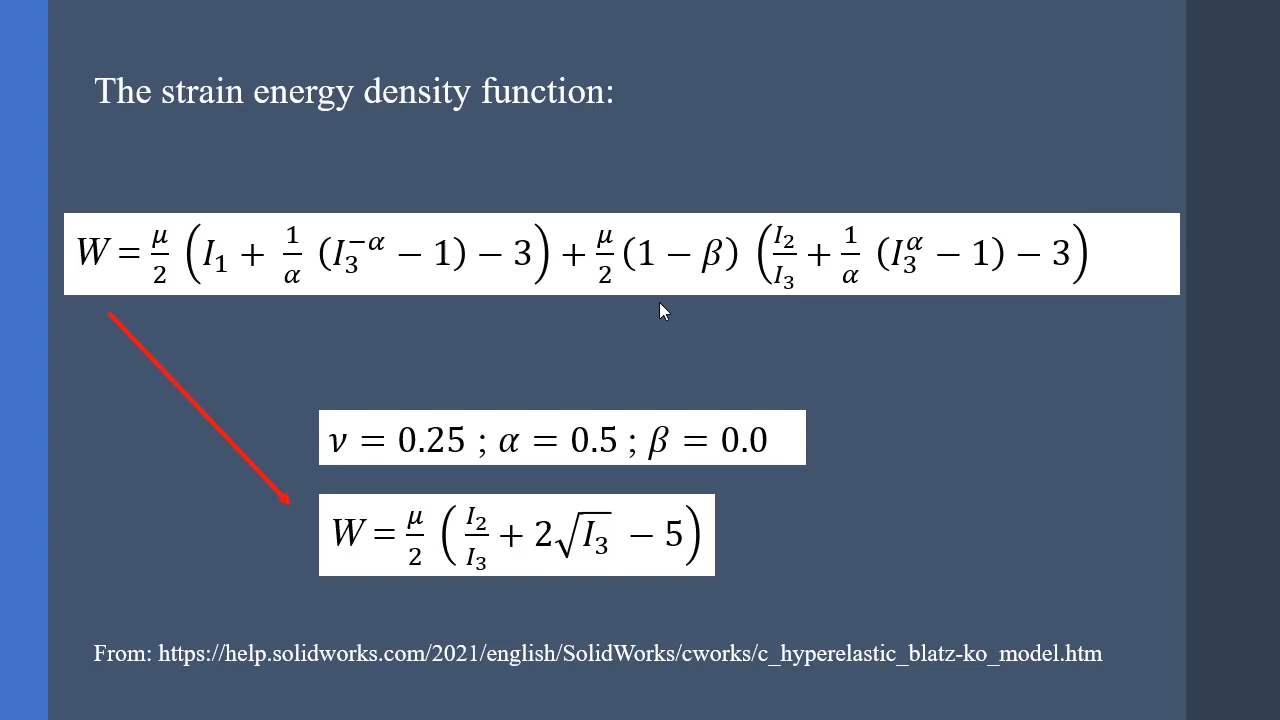 The strain energy density function:
W = μ/2 (I₁ + 1/α (I₃^−α − 1) − 3) + μ/2 (1 − β) (I₂/I₃ + 1/α (I₃^α − 1) − 3)
ν = 0.25 ; α = 0.5 ; β = 0.0
W = μ/2 (I₂/I₃ + 2√I₃ − 5)
From: https://help.solidworks.com/2021/english/SolidWorks/cworks/c_hyperelastic_blatz-ko_model.htm